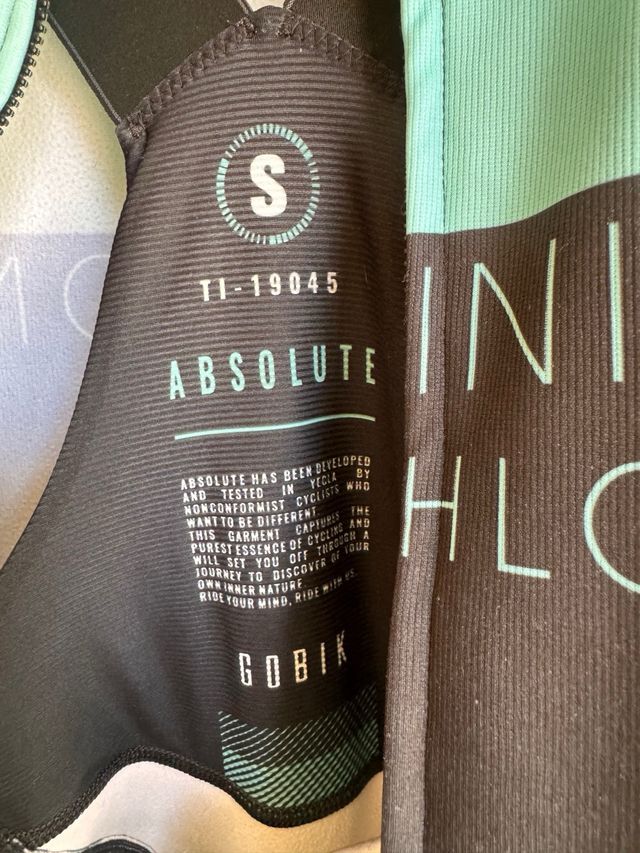 S
TI-19045
ABSOLUTE
ABSOLUTE HAS BEEN DEVELOPED
AND TESTED IN YECLA BY
NONCONFORMIST CYCLISTS WHO
WANT TO BE DIFFERENT.
THIS GARMENT CAPTURES THE
PUREST ESSENCE OF CYCLING AND
WILL SET YOU OFF THROUGH A
JOURNEY TO DISCOVER OF YOUR
OWN INNER NATURE.
RIDE YOUR MIND, RIDE WITH US.
GOBIK
INI
HLO
MO